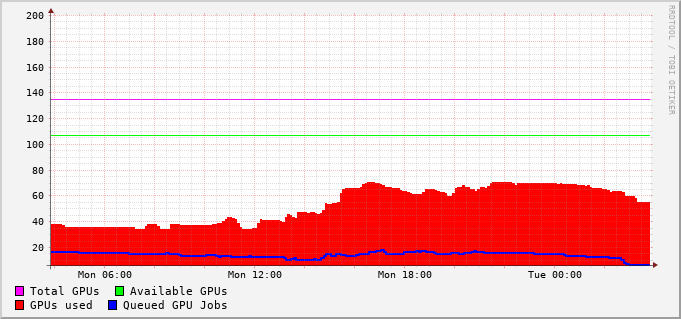 200
180
160
140
120
100
80
60
40
20
Mon 06:00 Mon 12:00 Mon 18:00 Tue 00:00
Total GPUs Available GPUs
GPUs used Queued GPU Jobs
RRDTOOL / TOBI OETIKER